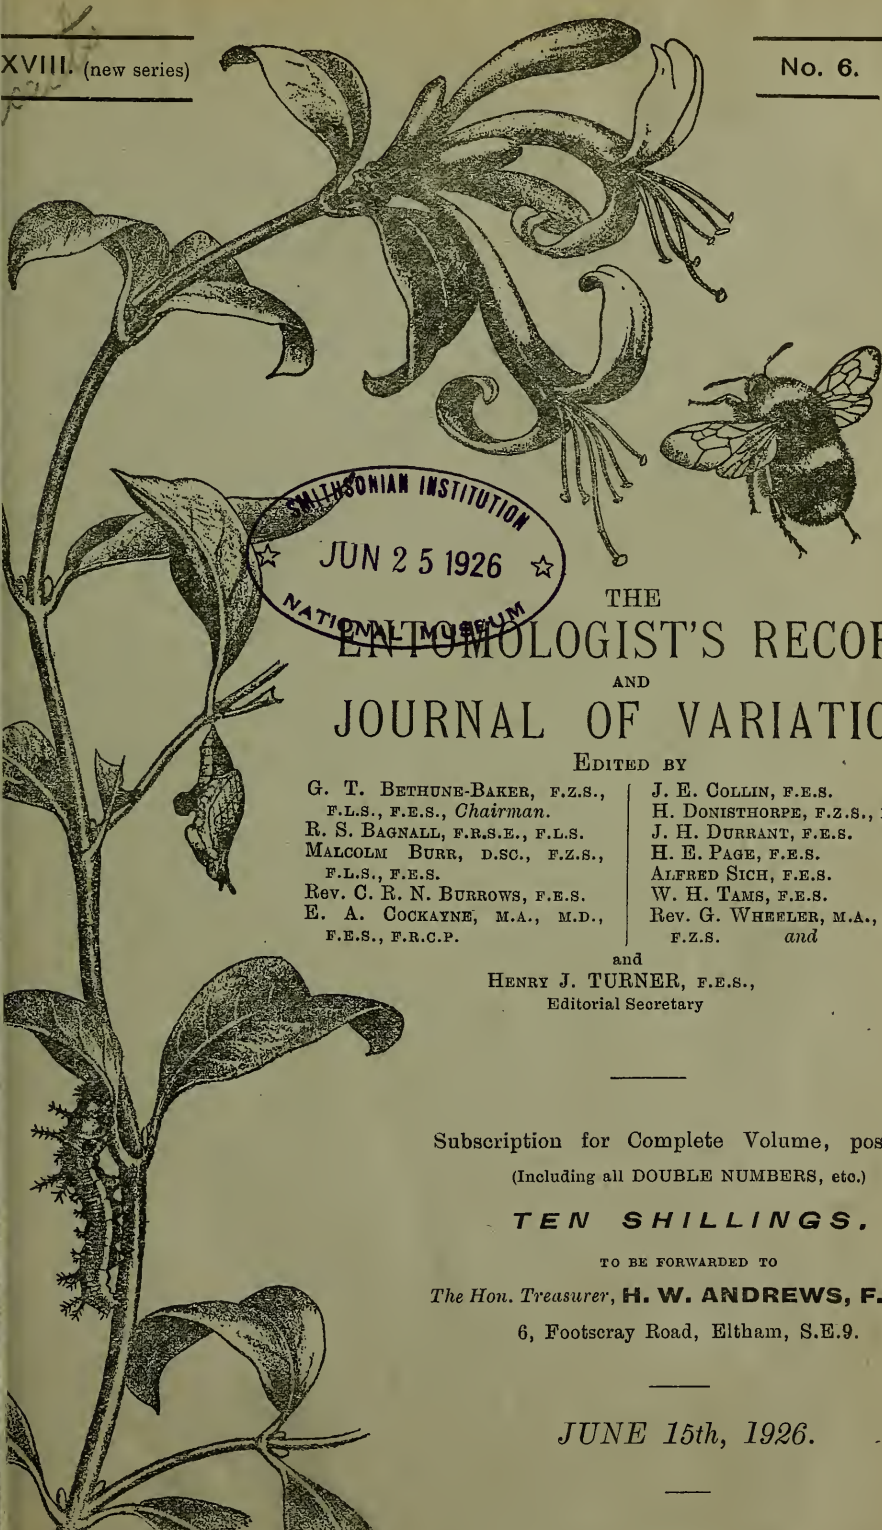 XVIII. (new series)
No. 6.
SMITHSONIAN INSTITUTION
JUN 25 1926
NATIONAL MUSEUM
THE
ENTOMOLOGIST'S RECOR
AND
JOURNAL OF VARIATIO
EDITED BY
G. T. BETHUNE-BAKER, F.Z.S.,
F.L.S., F.E.S., Chairman.
R. S. BAGNALL, F.R.S.E., F.L.S.
MALCOLM BURR, D.SC., F.Z.S.,
F.L.S., F.E.S.
Rev. C. R. N. BURROWS, F.E.S.
E. A. COCKAYNE, M.A., M.D.,
F.E.S., F.R.C.P.
J. E. COLLIN, F.E.S.
H. DONISTHORPE, F.Z.S.,
J. H. DURRANT, F.E.S.
H. E. PAGE, F.E.S.
ALFRED SICH, F.E.S.
W. H. TAMS, F.E.S.
Rev. G. WHEELER, M.A.,
F.Z.S. and
and
HENRY J. TURNER, F.E.S.,
Editorial Secretary
Subscription for Complete Volume, pos
(Including all DOUBLE NUMBERS, etc.)
TEN SHILLINGS.
TO BE FORWARDED TO
The Hon. Treasurer, H. W. ANDREWS, F.
6, Footscray Road, Eltham, S.E.9.
JUNE 15th, 1926.